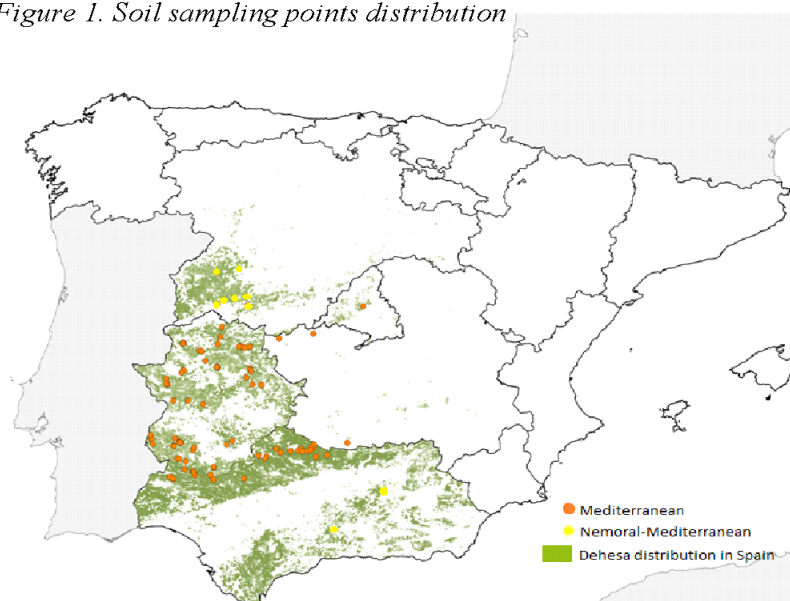 Figure 1. Soil sampling points distribution
Mediterranean
Nemoral-Mediterranean
Dehesa distribution in Spain